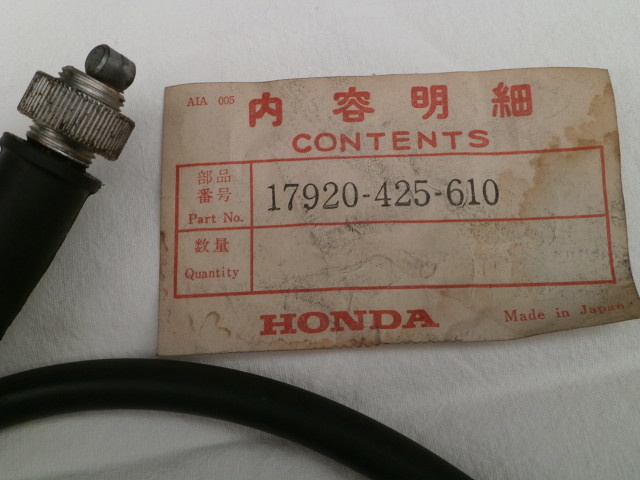 AIA 005
内容明細
CONTENTS
部品
番号
Part No.
17920-425-610
数量
Quantity
HONDA
Made in Japan